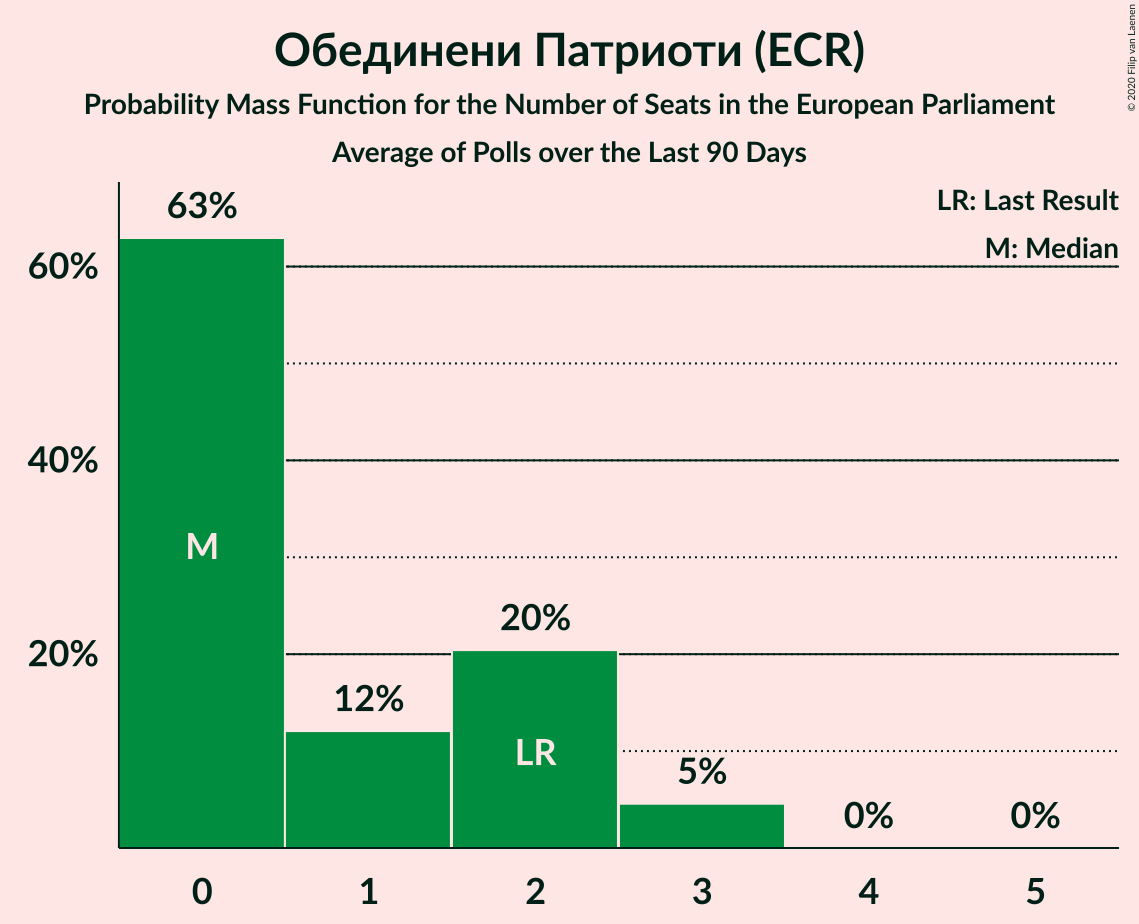 Обединени Патриоти (ECR)
Probability Mass Function for the Number of Seats in the European Parliament
Average of Polls over the Last 90 Days
© 2020 Filip van Laenen
LR: Last Result
M: Median
63%
60%
40%
20%
M
12%
20%
LR
5%
0%
0%
0
1
2
3
4
5